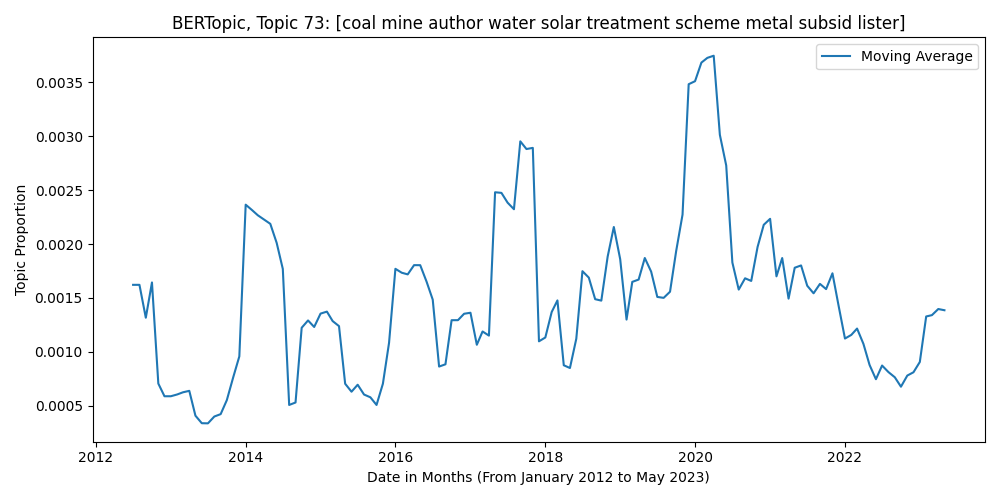 BERTopic, Topic 73: [coal mine author water solar treatment scheme metal subsid lister]
Moving Average
Topic Proportion
0.0035
0.0030
0.0025
0.0020
0.0015
0.0010
0.0005
2012 2014 2016 2018 2020 2022
Date in Months (From January 2012 to May 2023)